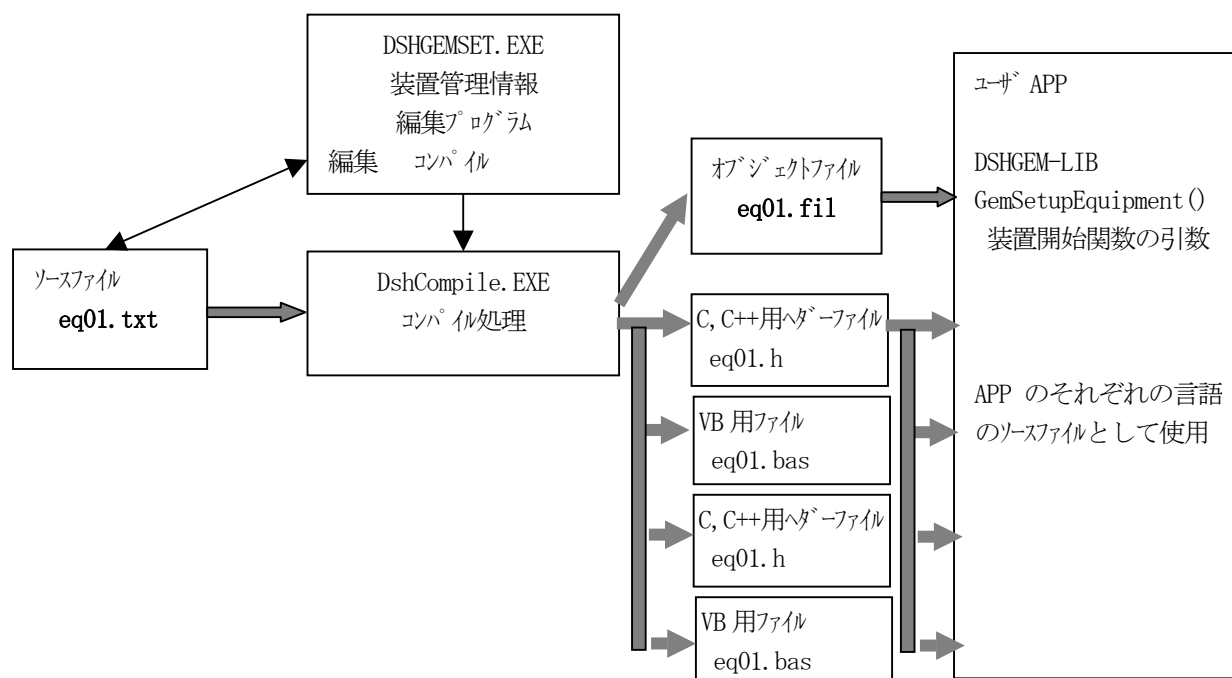 DSHGEMSET.EXE
装置管理情報
編集ﾌﾟﾛｸﾞﾗﾑ
編集 ｺﾝﾊﾟｲﾙ
ｿｰｽﾌｧｲﾙ
eq01.txt
DshCompile.EXE
ｺﾝﾊﾟｲﾙ処理
ｵﾌﾞｼﾞｪｸﾄﾌｧｲﾙ
eq01.fil
C,C++用ﾍﾀﾞｰﾌｧｲﾙ
eq01.h
VB 用ﾌｧｲﾙ
eq01.bas
C,C++用ﾍﾀﾞｰﾌｧｲﾙ
eq01.h
VB 用ﾌｧｲﾙ
eq01.bas
ﾕｰｻﾞ APP
DSHGEM-LIB
GemSetupEquipment()
装置開始関数の引数
APP のそれぞれの言語
のｿｰｽﾌｧｲﾙとして使用